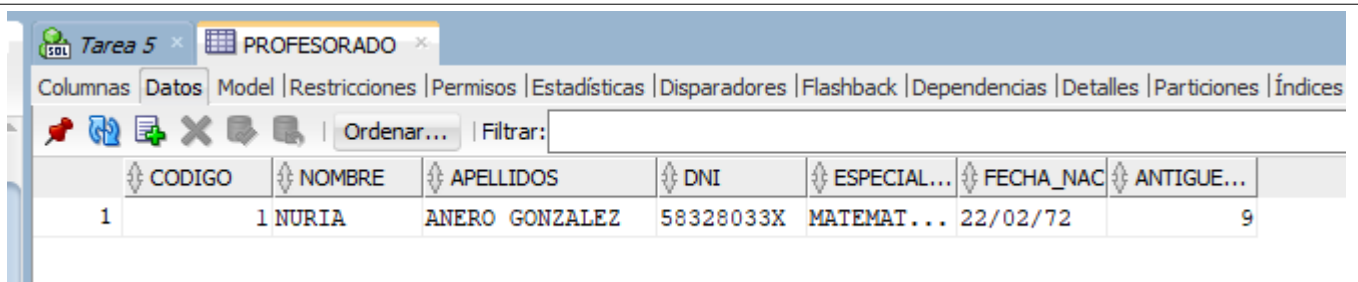 SQL Tarea 5 PROFESORADO
Columnas Datos Model Restricciones Permisos Estadísticas Disparadores Flashback Dependencias Detalles Particiones Índices
Ordenar... Filtrar:
CODIGO NOMBRE APELLIDOS DNI ESPECIAL... FECHA_NAC ANTIGUE...
1 1 NURIA ANERO GONZALEZ 58328033X MATEMAT... 22/02/72 9